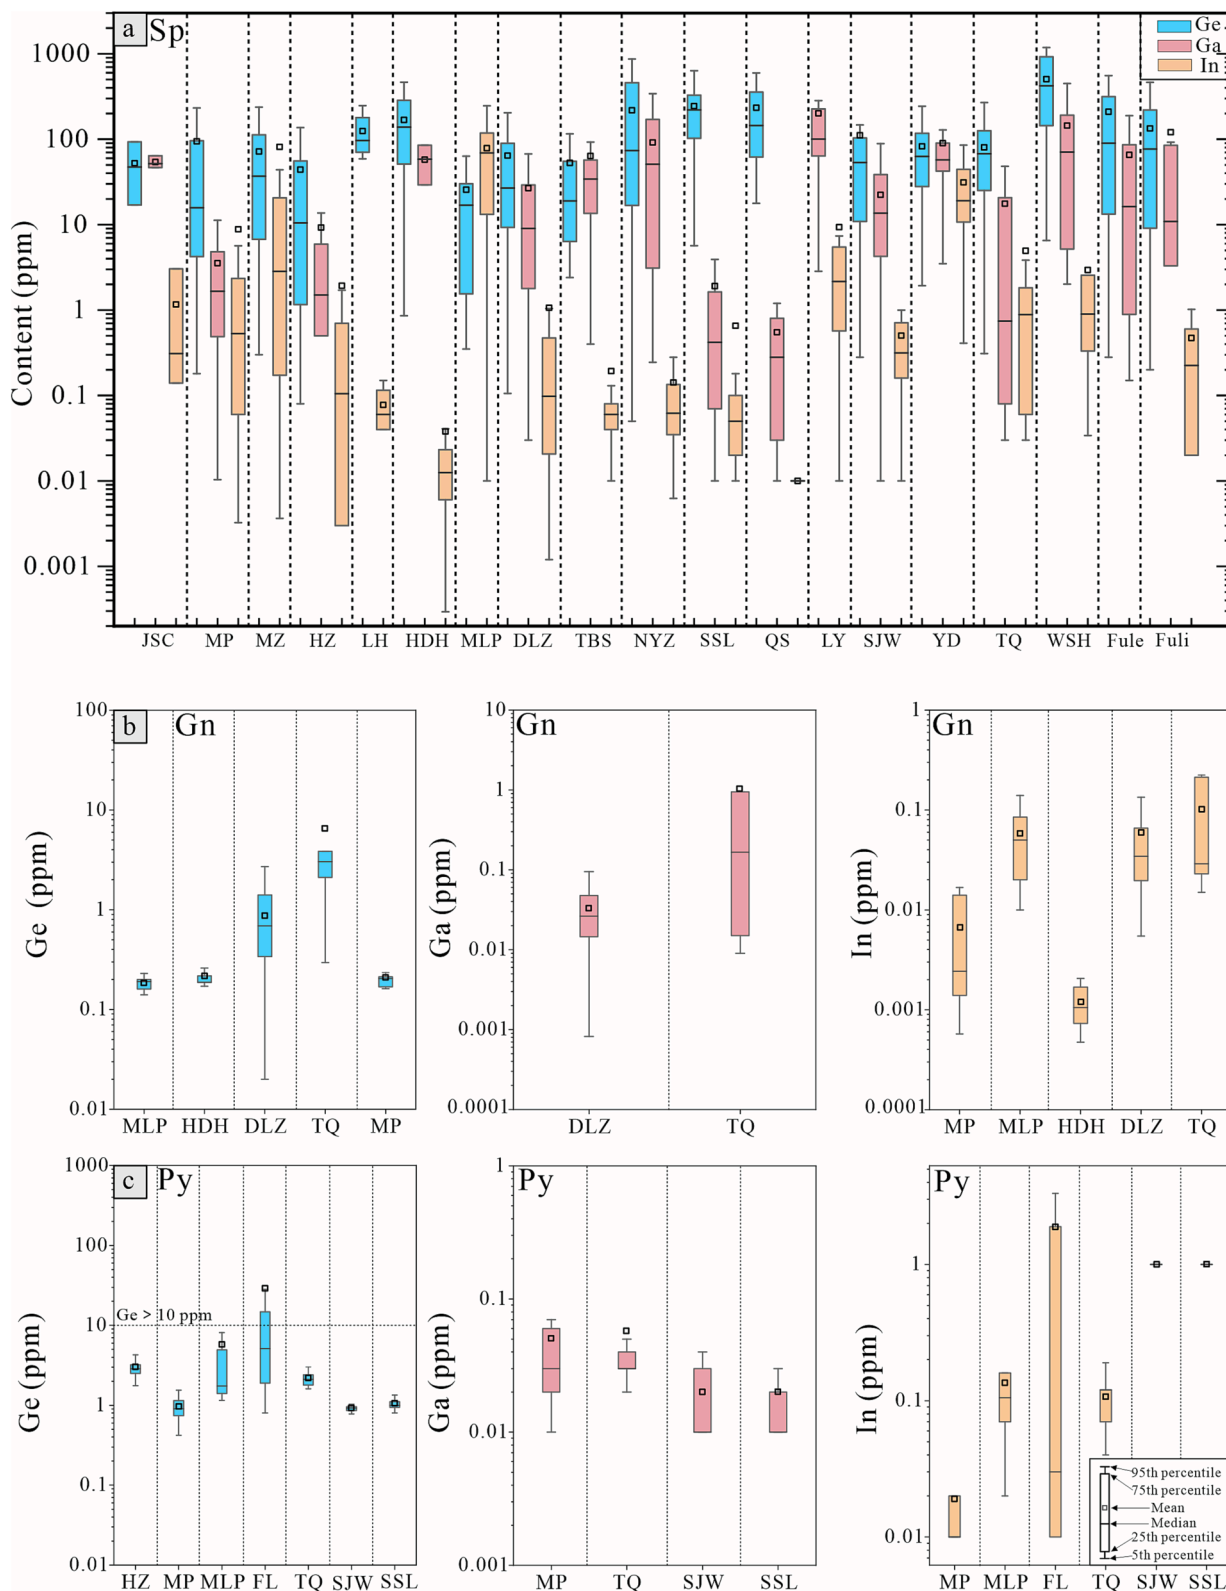 a Sp
Ge
Ga
In
Content (ppm)
1000
100
10
1
0.1
0.01
0.001
JSC MP MZ HZ LH HDH MLP DLZ TBS NYZ SSL QS LY SJW YD TQ WSH Fule Fuli
b Gn
Ge (ppm)
100
10
1
0.1
0.01
MLP HDH DLZ TQ MP
Gn
Ga (ppm)
10
1
0.1
0.01
0.001
0.0001
DLZ TQ
Gn
In (ppm)
1
0.1
0.01
0.001
0.0001
MP MLP HDH DLZ TQ
c Py
Ge (ppm)
1000
100
10
1
0.1
0.01
Ge > 10 ppm
HZ MP MLP FL TQ SJW SSL
Py
Ga (ppm)
1
0.1
0.01
0.001
MP TQ SJW SSL
Py
In (ppm)
1
0.1
0.01
95th percentile
75th percentile
Mean
Median
25th percentile
5th percentile
MP MLP FL TQ SJW SSL